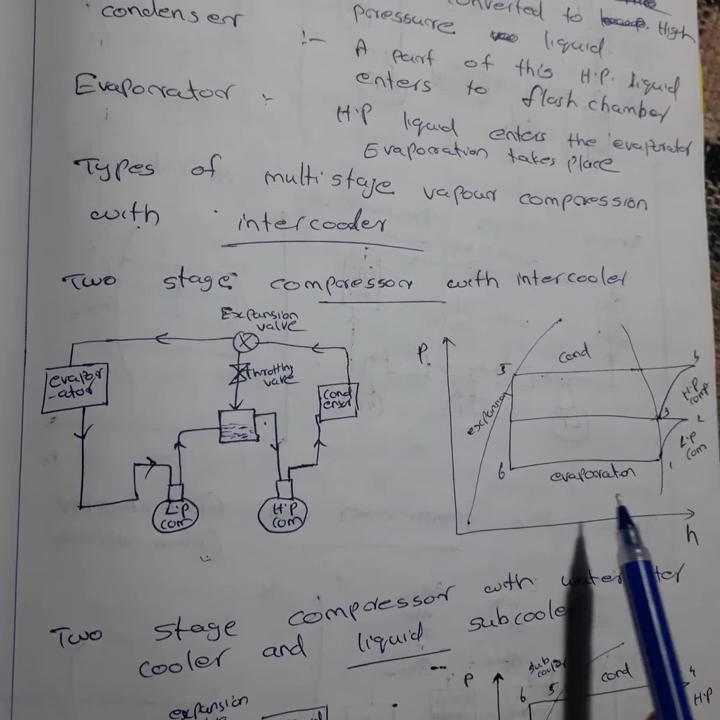 condenser
converted to High
pressure liquid
:- A part of this H.P. liquid
enters to flash chamber
Evaporator :-
H.P liquid enters the evaporator
Evaporation takes place
Types of multistage vapour compression
with intercooler
Two stage compressor with intercooler
Expansion
valve
evapor
-ator
throttling
valve
Cond
ensor
L.P
com
H.P
com
P.
5
cond
4
expansion
H.P
comp
3
2
L.P
com
6
evaporator
1
h
Two stage compressor with water
cooler and liquid subcoole
expansion
P
sub
cooler
6
5
cond
4
H.P